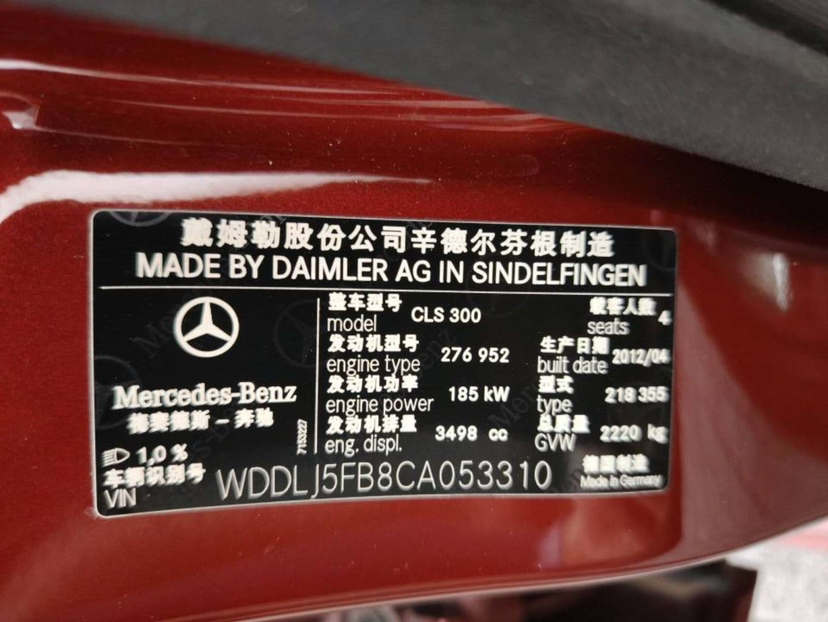 戴姆勒股份公司辛德尔芬根制造
MADE BY DAIMLER AG IN SINDELFINGEN
整车型号 model CLS 300 载客人数 seats 4
发动机型号 engine type 276 952 生产日期 built date 2012/04
发动机功率 engine power 185 kW 型式 type 218 355
发动机排量 eng. displ. 3498 cc 总质量 GVW 2220 kg
Mercedes-Benz
梅赛德斯-奔驰
7153227
1,0 %
车辆识别号 VIN WDDLJ5FB8CA053310
德国制造
Made in Germany